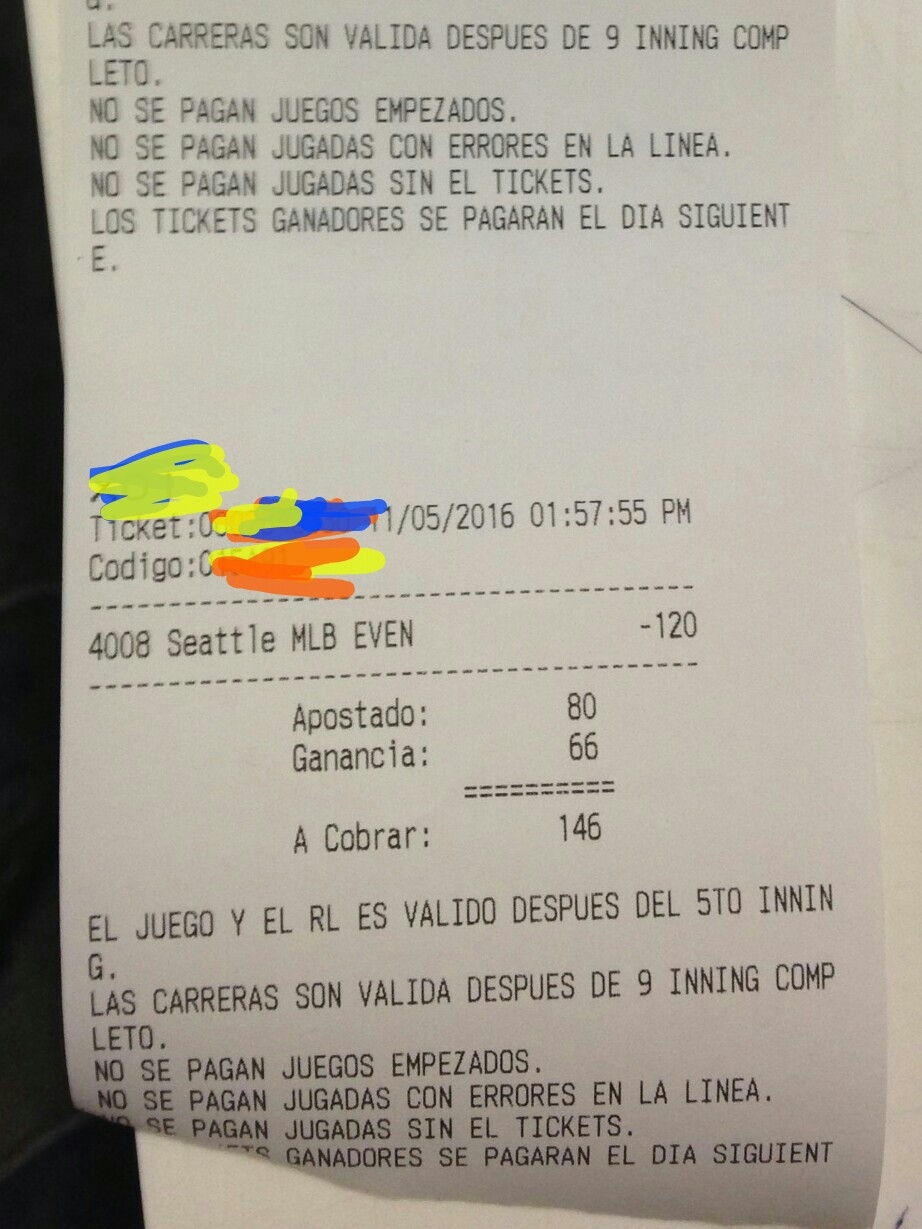 G.
LAS CARRERAS SON VALIDA DESPUES DE 9 INNING COMP
LETO.
NO SE PAGAN JUEGOS EMPEZADOS.
NO SE PAGAN JUGADAS CON ERRORES EN LA LINEA.
NO SE PAGAN JUGADAS SIN EL TICKETS.
LOS TICKETS GANADORES SE PAGARAN EL DIA SIGUIENT
E.
Ticket: 11/05/2016 01:57:55 PM
Codigo:
4008 Seattle MLB EVEN -120
Apostado: 80
Ganancia: 66
==========
A Cobrar: 146
EL JUEGO Y EL RL ES VALIDO DESPUES DEL 5TO INNIN
G.
LAS CARRERAS SON VALIDA DESPUES DE 9 INNING COMP
LETO.
NO SE PAGAN JUEGOS EMPEZADOS.
NO SE PAGAN JUGADAS CON ERRORES EN LA LINEA.
NO SE PAGAN JUGADAS SIN EL TICKETS.
GANADORES SE PAGARAN EL DIA SIGUIENT